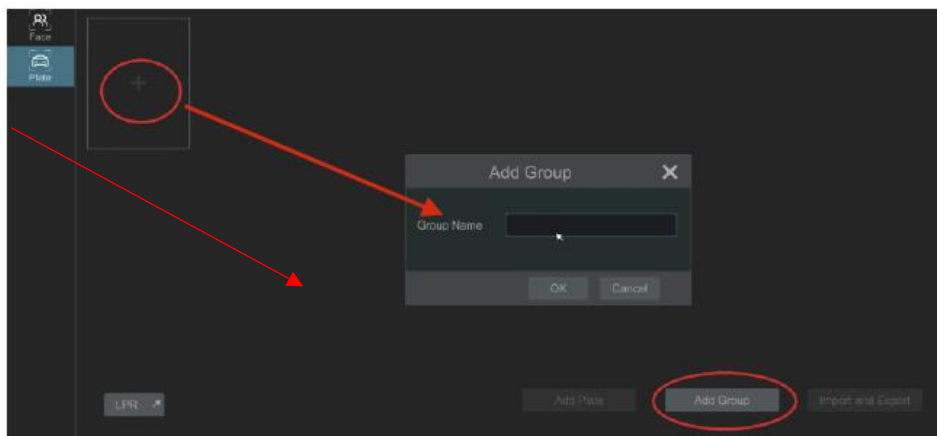 Face
Plate
Add Group
Group Name
OK Cancel
LPR
Add Plate Add Group Import and Export